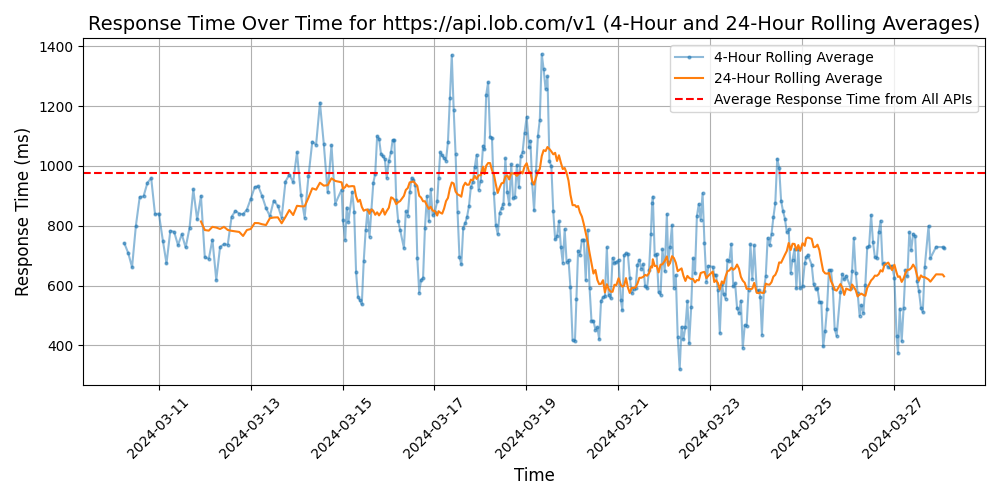 Response Time Over Time for https://api.lob.com/v1 (4-Hour and 24-Hour Rolling Averages)
4-Hour Rolling Average
24-Hour Rolling Average
Average Response Time from All APIs
Response Time (ms)
1400
1200
1000
800
600
400
2024-03-11
2024-03-13
2024-03-15
2024-03-17
2024-03-19
2024-03-21
2024-03-23
2024-03-25
2024-03-27
Time